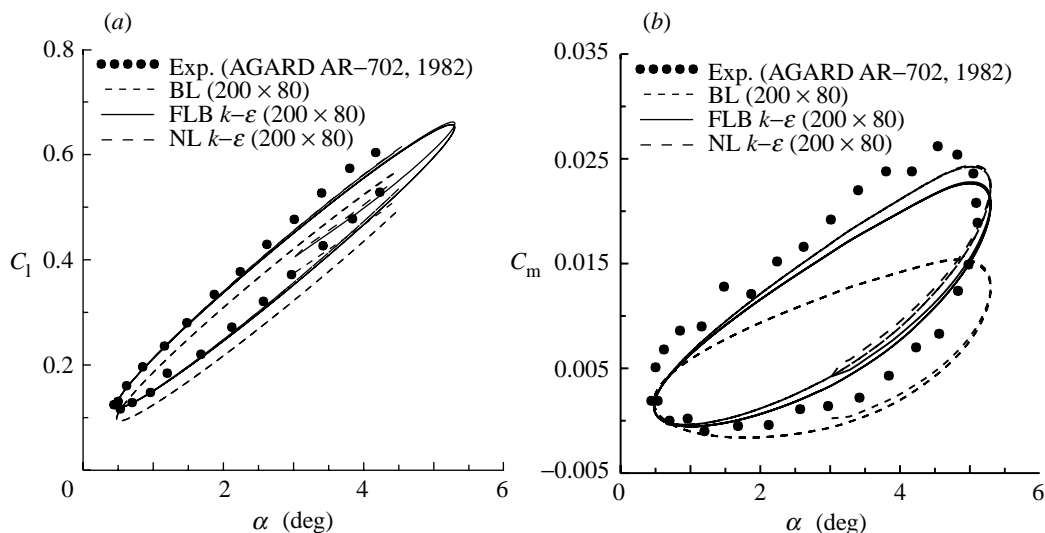 (a)
0.8
Exp. (AGARD AR–702, 1982)
BL (200 × 80)
FLB k–ε (200 × 80)
NL k–ε (200 × 80)
0.6
C_l
0.4
0.2
0 2 4 6
α (deg)
(b)
0.035
Exp. (AGARD AR–702, 1982)
BL (200 × 80)
FLB k–ε (200 × 80)
NL k–ε (200 × 80)
0.025
C_m
0.015
0.005
–0.005
0 2 4 6
α (deg)